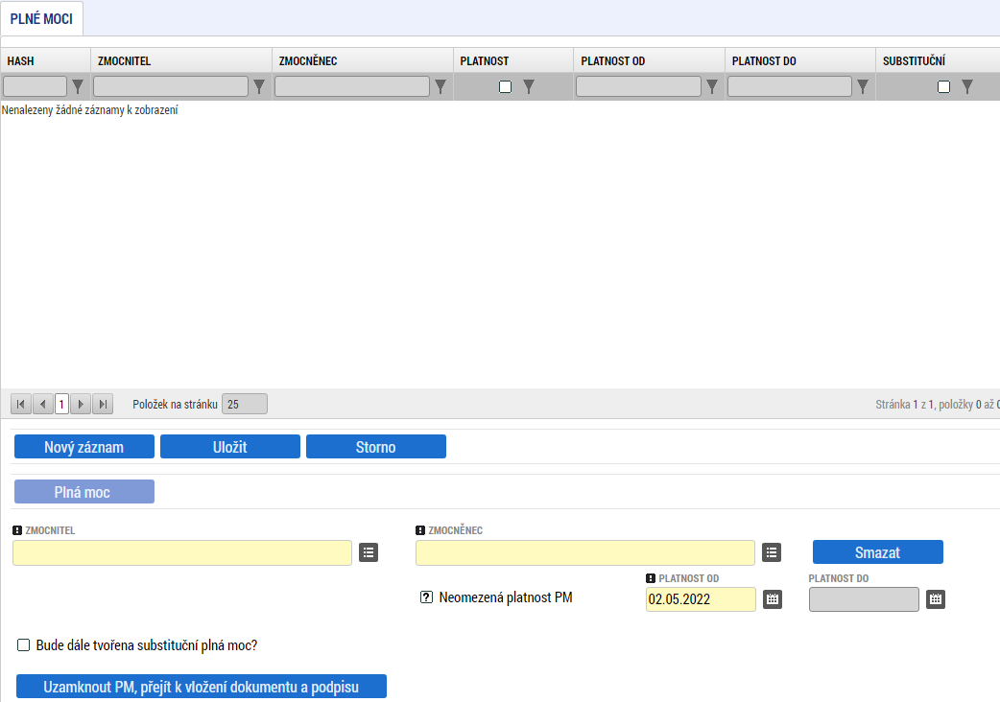 PLNÉ MOCI
HASH ZMOCNITEL ZMOCNĚNEC PLATNOST PLATNOST OD PLATNOST DO SUBSTITUČNÍ
Nenalezeny žádné záznamy k zobrazení
1 Položek na stránku 25 Stránka 1 z 1, položky 0 až 0
Nový záznam Uložit Storno
Plná moc
ZMOCNITEL ZMOCNĚNEC
Smazat
PLATNOST OD PLATNOST DO
Neomezená platnost PM 02.05.2022
Bude dále tvořena substituční plná moc?
Uzamknout PM, přejít k vložení dokumentu a podpisu